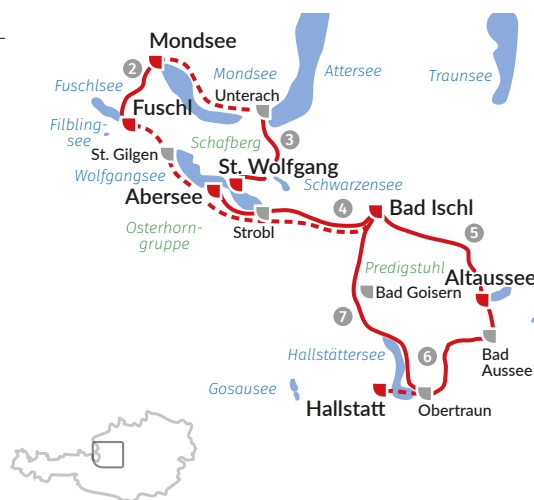 Mondsee
2
Mondsee
Attersee
Traunsee
Fuschlsee
Unterach
Fuschl
Filbling-
see
3
Schafberg
St. Gilgen
St. Wolfgang
Wolfgangsee
Schwarzensee
Abersee
4
Bad Ischl
Strobl
5
Osterhorn-
gruppe
Predigtstuhl
Altaussee
Bad Goisern
7
Hallstättersee
6
Bad
Aussee
Gosausee
Hallstatt
Obertraun